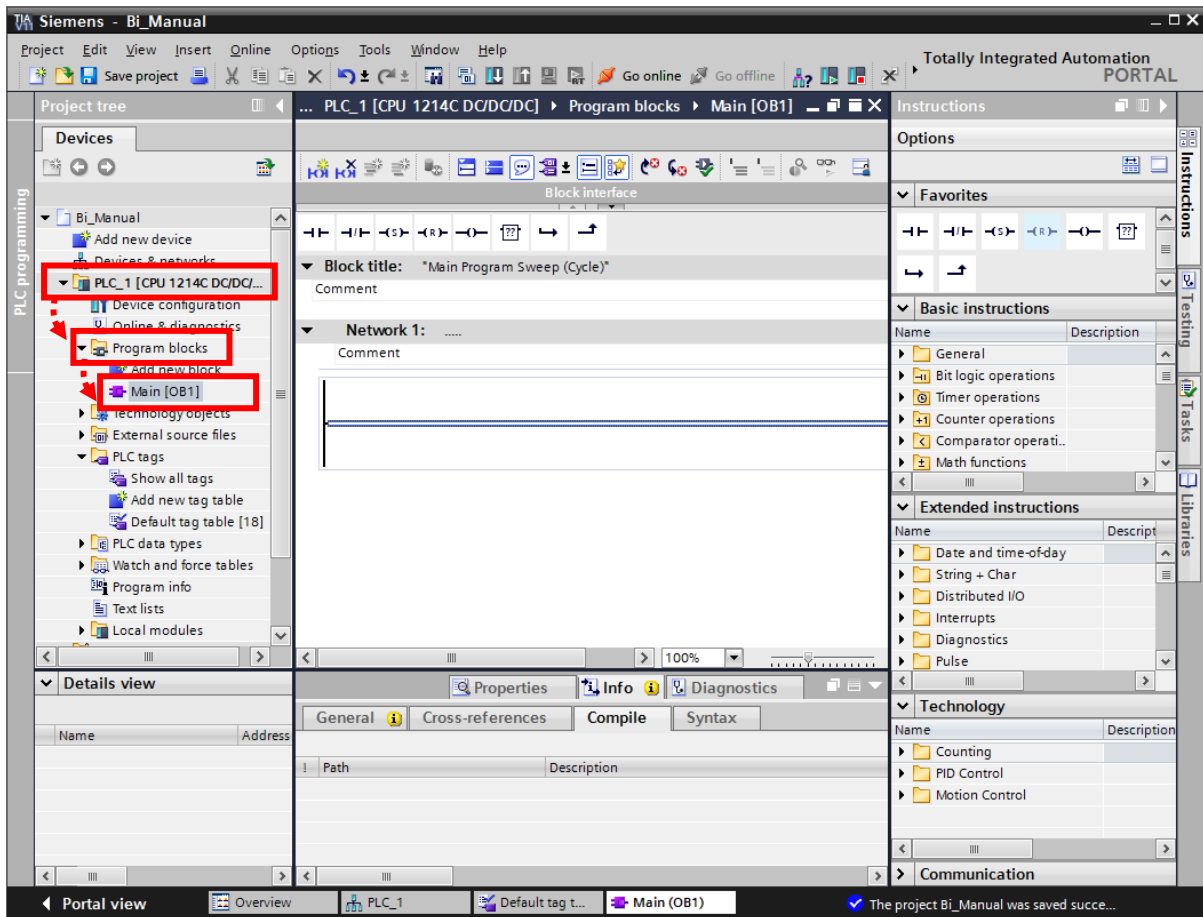 Siemens - Bi_Manual
Project Edit View Insert Online Options Tools Window Help
Totally Integrated Automation
PORTAL
Save project
Go online
Go offline
Project tree
Devices
PLC programming
Bi_Manual
Add new device
Devices & networks
PLC_1 [CPU 1214C DC/DC/...
Device configuration
Online & diagnostics
Program blocks
Add new block
Main [OB1]
Technology objects
External source files
PLC tags
Show all tags
Add new tag table
Default tag table [18]
PLC data types
Watch and force tables
Program info
Text lists
Local modules
Details view
Name Address
... PLC_1 [CPU 1214C DC/DC/DC] Program blocks Main [OB1]
Block interface
Block title: "Main Program Sweep (Cycle)"
Comment
Network 1: .....
Comment
100%
Properties Info Diagnostics
General Cross-references Compile Syntax
! Path Description
Instructions
Options
Favorites
Basic instructions
Name Description
General
Bit logic operations
Timer operations
Counter operations
Comparator operati..
Math functions
Extended instructions
Name Descript
Date and time-of-day
String + Char
Distributed I/O
Interrupts
Diagnostics
Pulse
Technology
Name Description
Counting
PID Control
Motion Control
Communication
Instructions
Testing
Tasks
Libraries
Portal view
Overview
PLC_1
Default tag t...
Main (OB1)
The project Bi_Manual was saved succe...